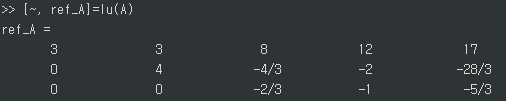 >> [~, ref_A]=lu(A)
ref_A =
3 3 8 12 17
0 4 -4/3 -2 -28/3
0 0 -2/3 -1 -5/3